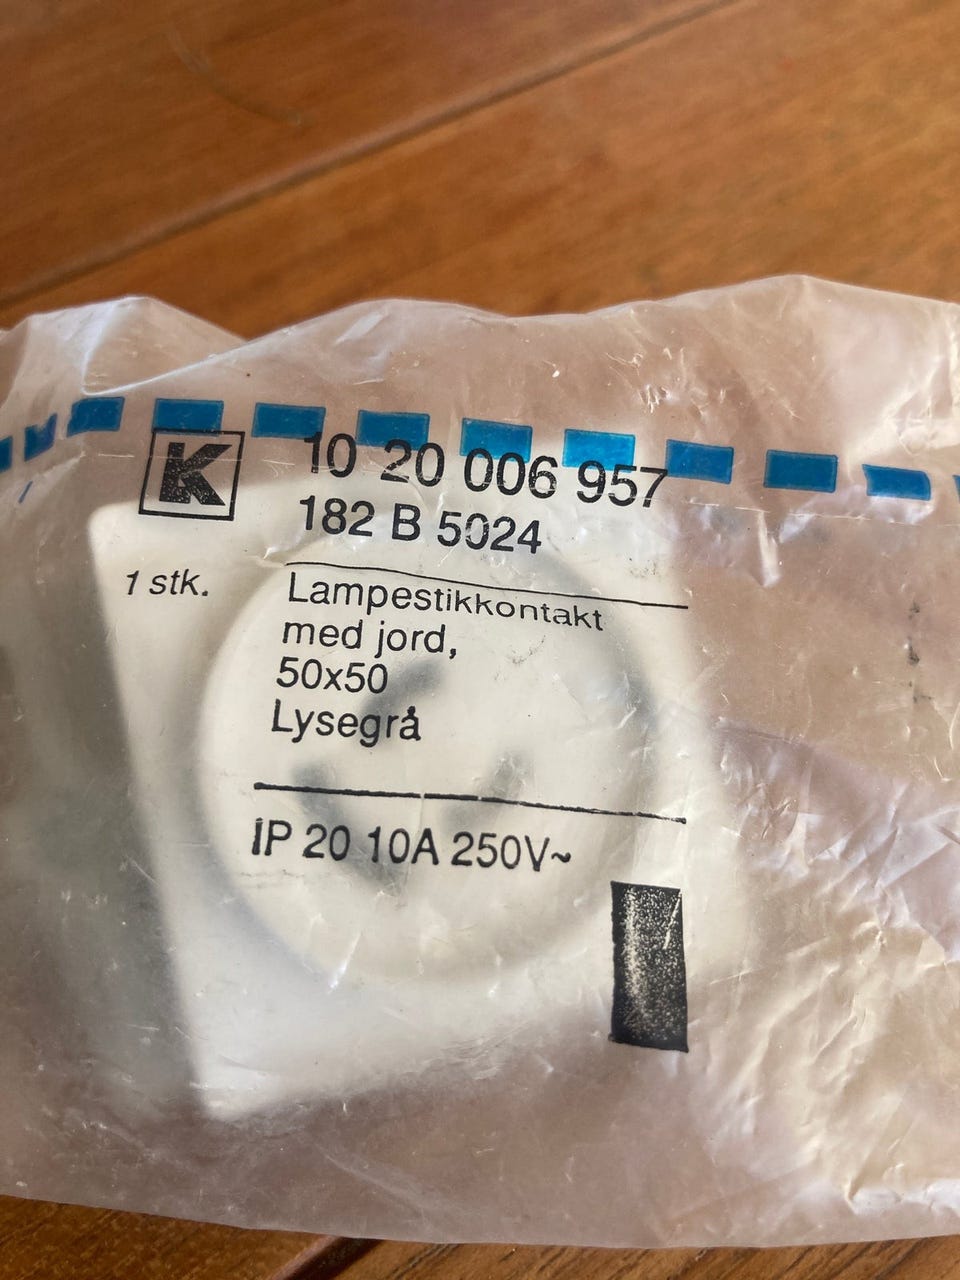 K
10 20 006 957
182 B 5024
1 stk.
Lampestikkontakt
med jord,
50x50
Lysegrå
IP 20 10A 250V~